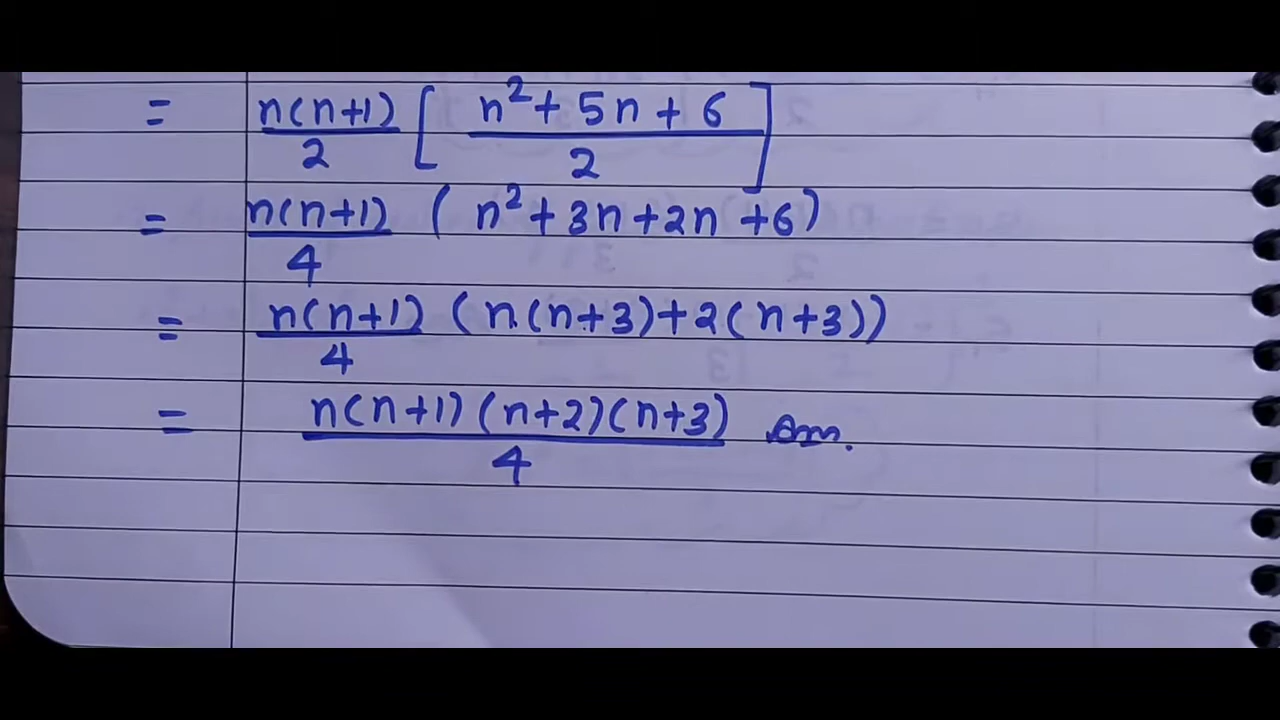 = n(n+1)/2 [ (n² + 5n + 6)/2 ]
= n(n+1)/4 ( n² + 3n + 2n + 6)
= n(n+1)/4 (n(n+3) + 2(n+3))
= n(n+1)(n+2)(n+3)/4 Ans.